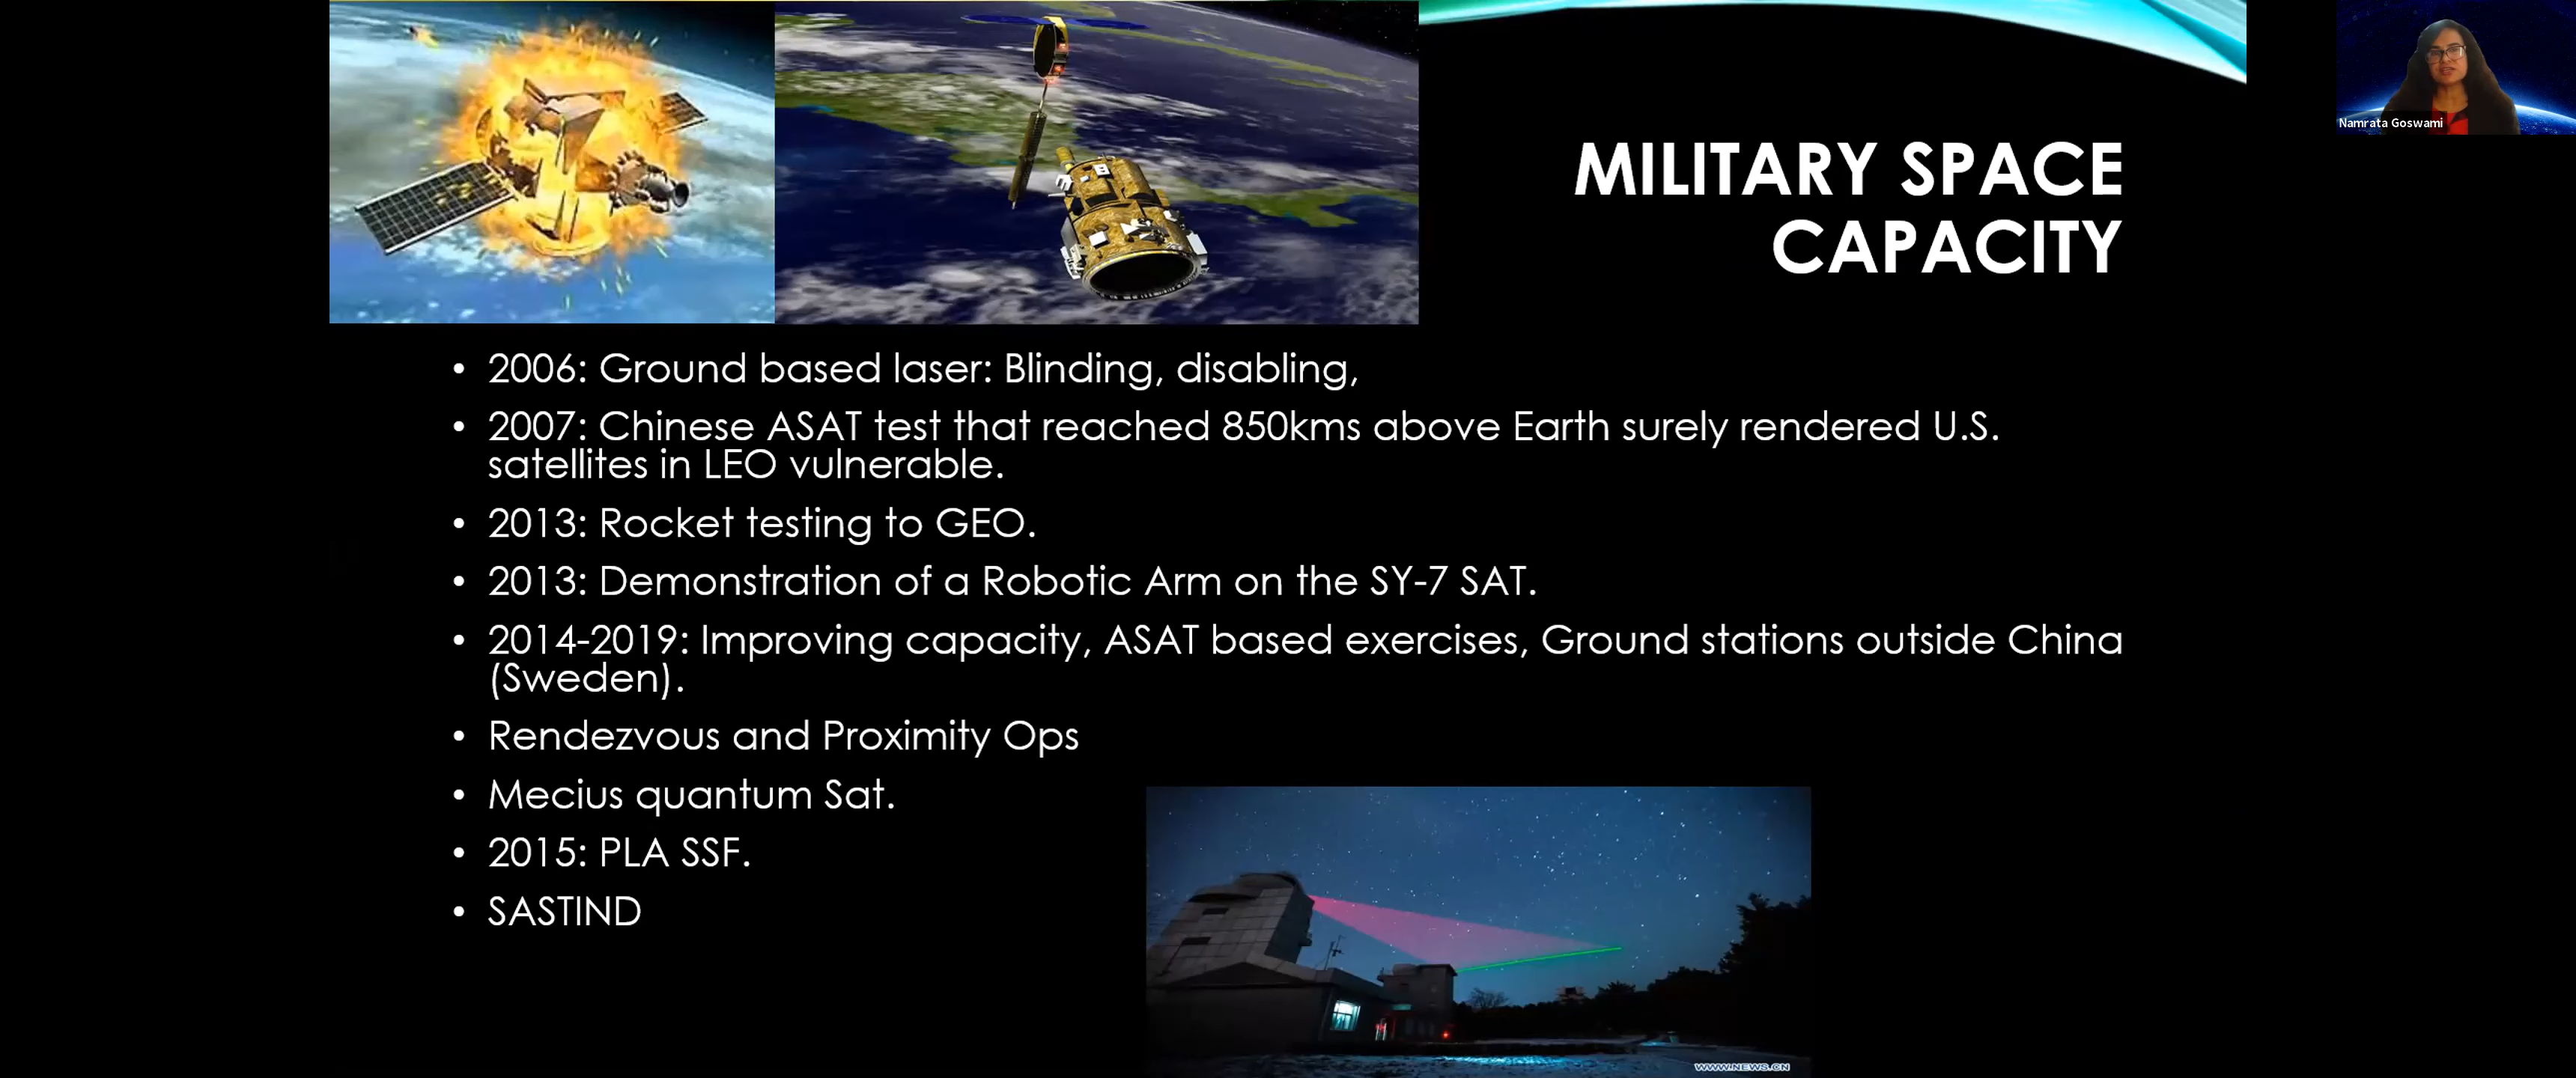 MILITARY SPACE
CAPACITY
Namrata Goswami
• 2006: Ground based laser: Blinding, disabling,
• 2007: Chinese ASAT test that reached 850kms above Earth surely rendered U.S.
satellites in LEO vulnerable.
• 2013: Rocket testing to GEO.
• 2013: Demonstration of a Robotic Arm on the SY-7 SAT.
• 2014-2019: Improving capacity, ASAT based exercises, Ground stations outside China
(Sweden).
• Rendezvous and Proximity Ops
• Mecius quantum Sat.
• 2015: PLA SSF.
• SASTIND
WWW.NEWS.CN